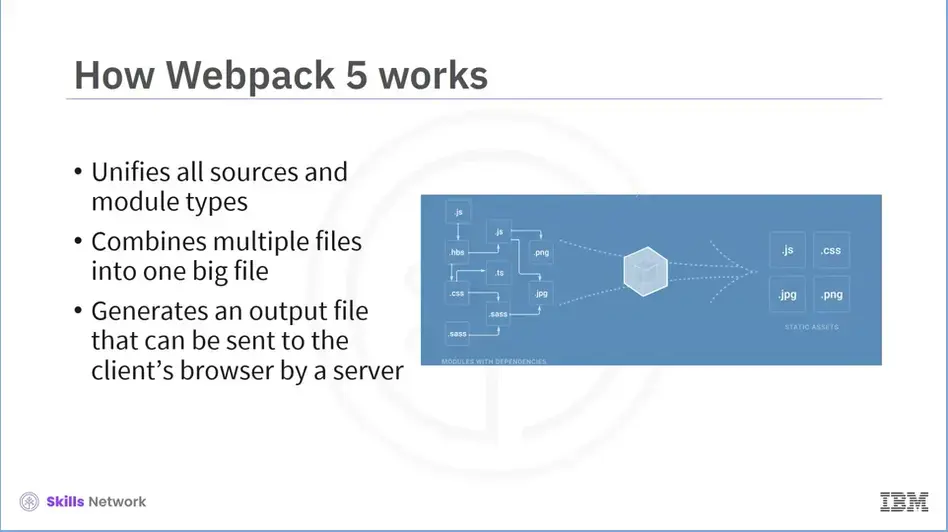 How Webpack 5 works
• Unifies all sources and
module types
• Combines multiple files
into one big file
• Generates an output file
that can be sent to the
client's browser by a server
.js
.js
.hbs
.png
.ts
.css
.jpg
.sass
.sass
MODULES WITH DEPENDENCIES
.js
.css
.jpg
.png
STATIC ASSETS
Skills Network
IBM